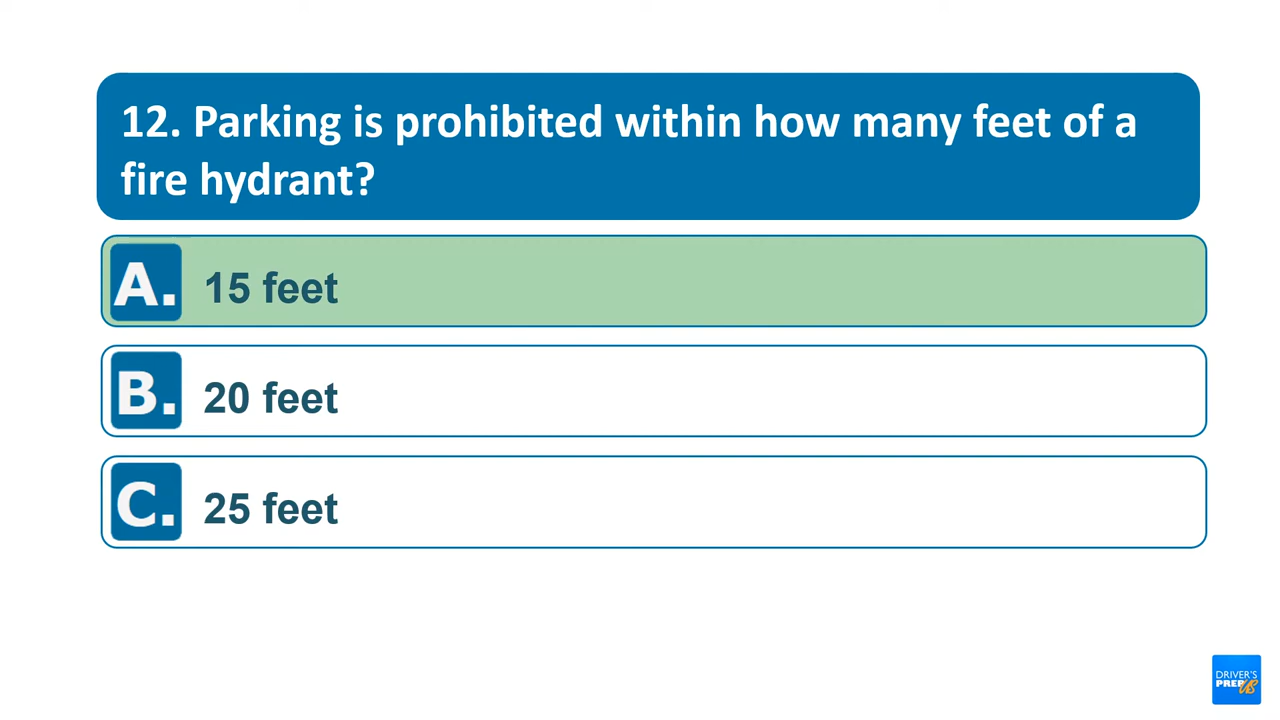 12. Parking is prohibited within how many feet of a
fire hydrant?
A. 15 feet
B. 20 feet
C. 25 feet
DRIVER'S
PREP US